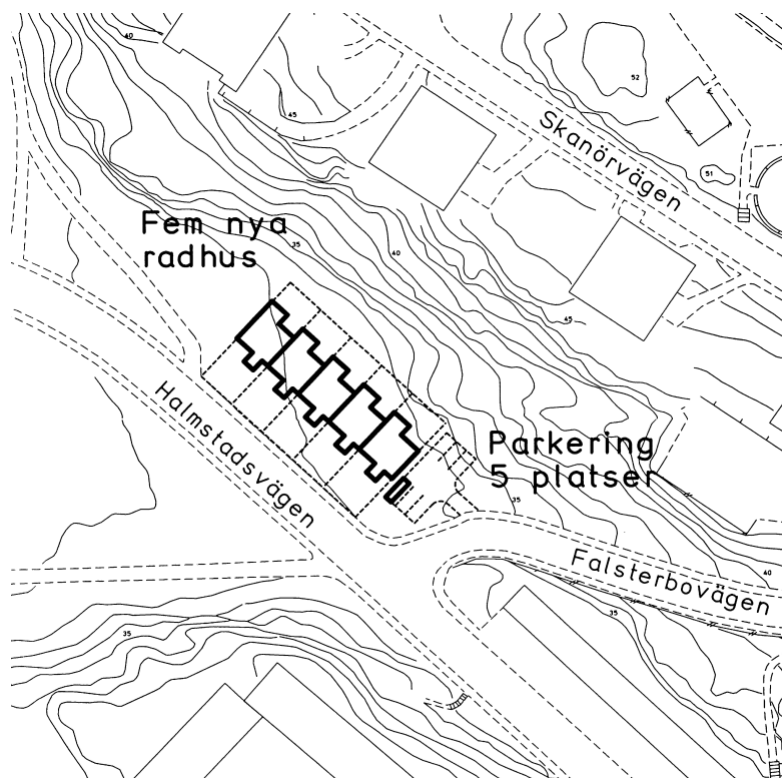 40
52
45
Skanörvägen
51
Fem nya
radhus
35
40
45
Halmstadsvägen
Parkering
5 platser
35
Falsterbovägen
40
35
35